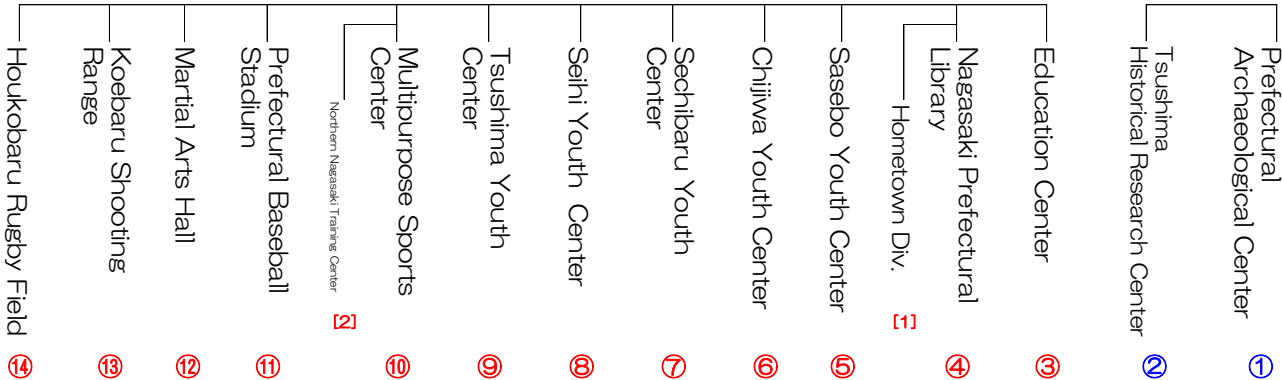 Prefectural
Archaeological Center
①
Tsushima
Historical Research Center
②
Education Center
③
Nagasaki Prefectural
Library
④
Hometown Div.
[1]
Sasebo Youth Center
⑤
Chijiwa Youth Center
⑥
Sechibaru Youth
Center
⑦
Seihi Youth Center
⑧
Tsushima Youth
Center
⑨
Multipurpose Sports
Center
⑩
Northern Nagasaki Training Center
[2]
Prefectural Baseball
Stadium
⑪
Martial Arts Hall
⑫
Koebaru Shooting
Range
⑬
Houkobaru Rugby Field
⑭